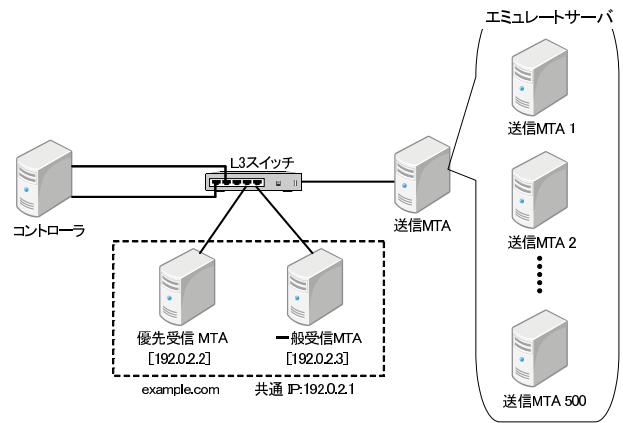 エミュレートサーバ
送信MTA 1
L3スイッチ
コントローラ
送信MTA
送信MTA 2
優先受信 MTA
[192.0.2.2]
一般受信MTA
[192.0.2.3]
example.com
共通 IP:192.0.2.1
送信MTA 500